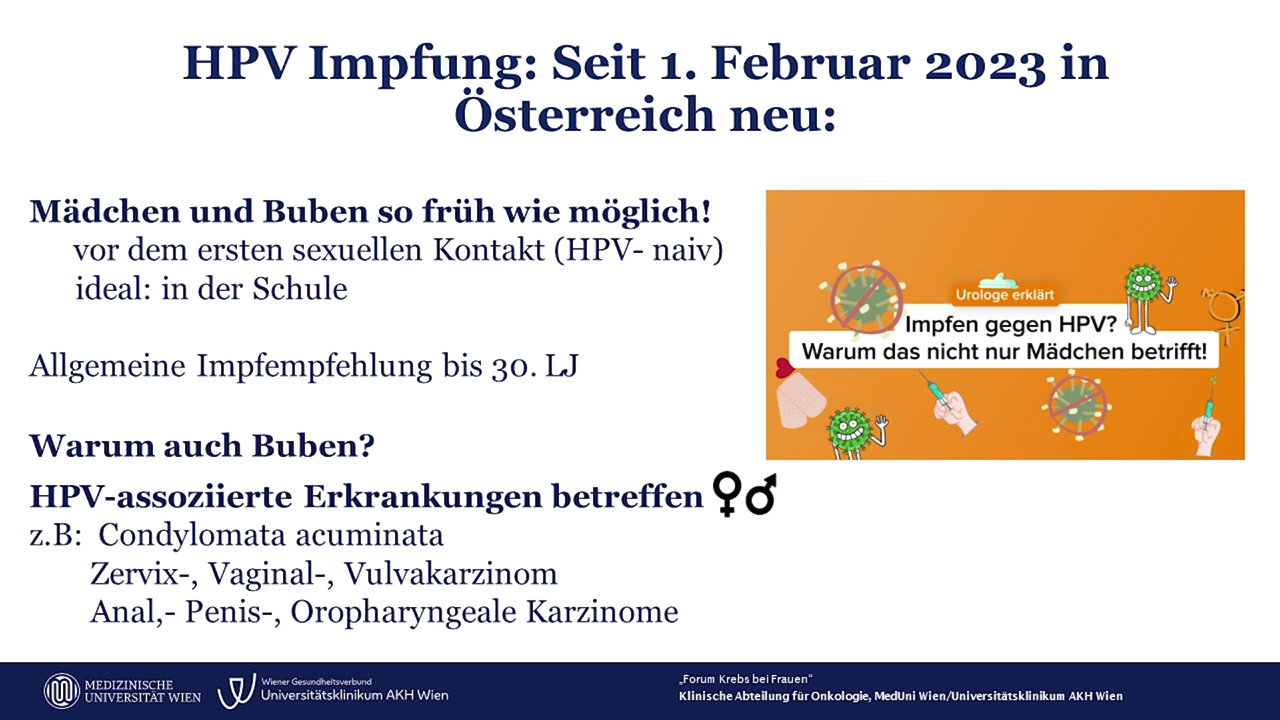 HPV Impfung: Seit 1. Februar 2023 in
Österreich neu:
Mädchen und Buben so früh wie möglich!
vor dem ersten sexuellen Kontakt (HPV- naiv)
ideal: in der Schule
Allgemeine Impfempfehlung bis 30. LJ
Warum auch Buben?
HPV-assoziierte Erkrankungen betreffen ♀♂
z.B: Condylomata acuminata
Zervix-, Vaginal-, Vulvakarzinom
Anal,- Penis-, Oropharyngeale Karzinome
Urologe erklärt
Impfen gegen HPV?
Warum das nicht nur Mädchen betrifft!
MEDIZINISCHE
UNIVERSITÄT WIEN
Wiener Gesundheitsverbund
Universitätsklinikum AKH Wien
„Forum Krebs bei Frauen“
Klinische Abteilung für Onkologie, MedUni Wien/Universitätsklinikum AKH Wien